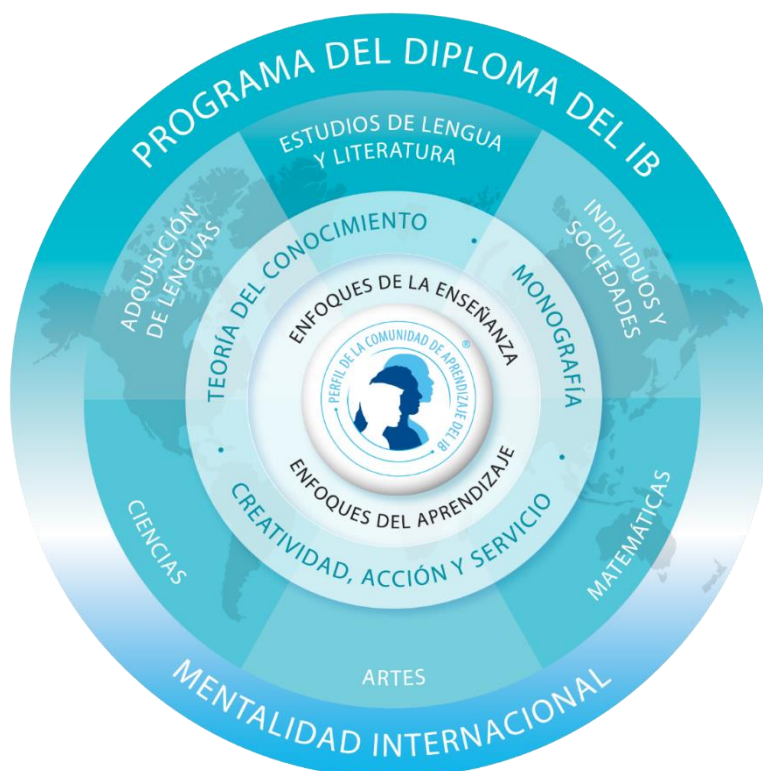 PROGRAMA DEL DIPLOMA DEL IB
ESTUDIOS DE LENGUA
Y LITERATURA
ADQUISICIÓN
DE LENGUAS
INDIVIDUOS Y
SOCIEDADES
TEORÍA DEL CONOCIMIENTO
•
MONOGRAFÍA
•
CREATIVIDAD, ACCIÓN Y SERVICIO
•
ENFOQUES DE LA ENSEÑANZA
• PERFIL DE LA COMUNIDAD DE APRENDIZAJE DEL IB •
®
ENFOQUES DEL APRENDIZAJE
CIENCIAS
MATEMÁTICAS
ARTES
MENTALIDAD INTERNACIONAL